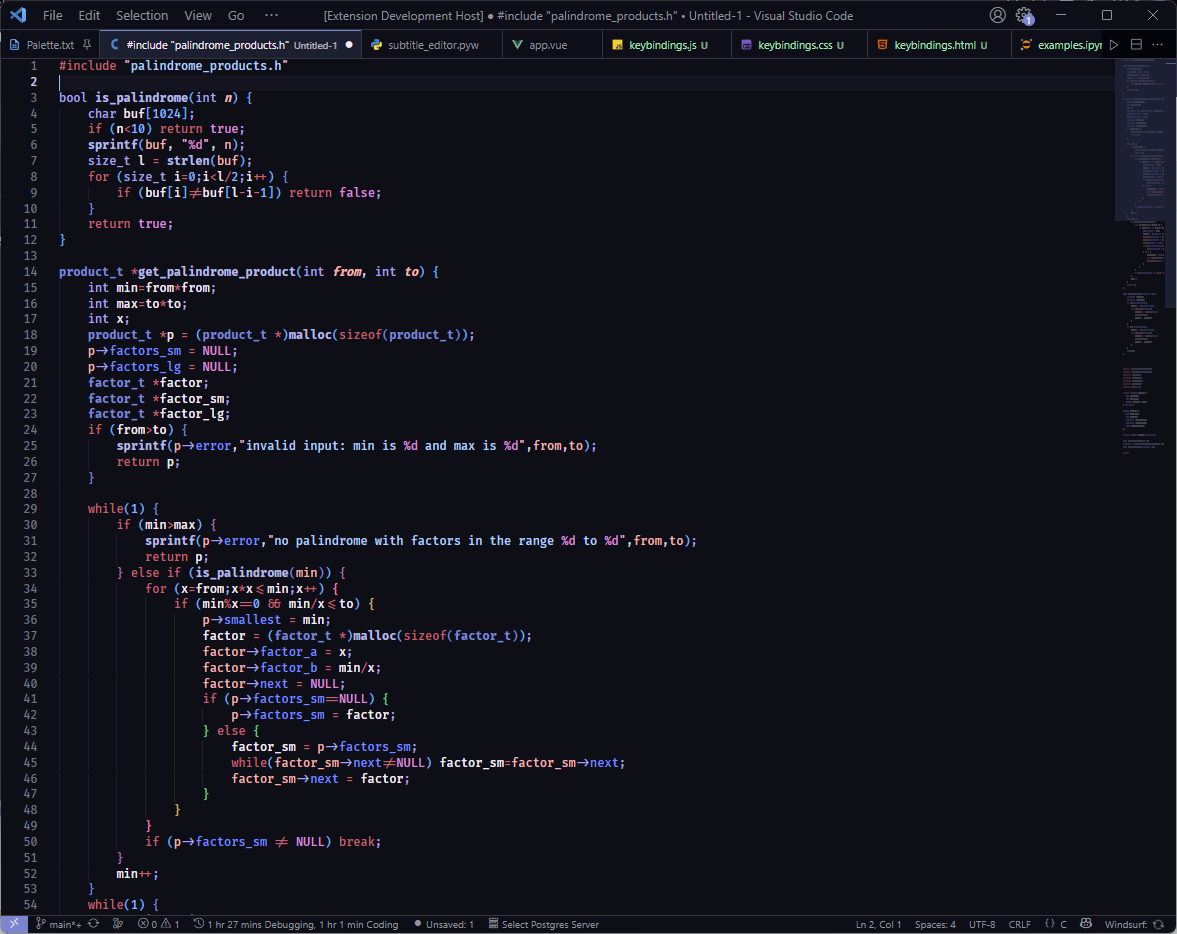 File Edit Selection View Go ··· [Extension Development Host] ● #include "palindrome_products.h" • Untitled-1 - Visual Studio Code 1
Palette.txt #include "palindrome_products.h" Untitled-1 ● subtitle_editor.pyw app.vue keybindings.js U keybindings.css U keybindings.html U examples.ipyn ···
1 #include "palindrome_products.h"
2
3 bool is_palindrome(int n) {
4 char buf[1024];
5 if (n<10) return true;
6 sprintf(buf, "%d", n);
7 size_t l = strlen(buf);
8 for (size_t i=0;i<l/2;i++) {
9 if (buf[i]!=buf[l-i-1]) return false;
10 }
11 return true;
12 }
13
14 product_t *get_palindrome_product(int from, int to) {
15 int min=from*from;
16 int max=to*to;
17 int x;
18 product_t *p = (product_t *)malloc(sizeof(product_t));
19 p->factors_sm = NULL;
20 p->factors_lg = NULL;
21 factor_t *factor;
22 factor_t *factor_sm;
23 factor_t *factor_lg;
24 if (from>to) {
25 sprintf(p->error,"invalid input: min is %d and max is %d",from,to);
26 return p;
27 }
28
29 while(1) {
30 if (min>max) {
31 sprintf(p->error,"no palindrome with factors in the range %d to %d",from,to);
32 return p;
33 } else if (is_palindrome(min)) {
34 for (x=from;x*x<=min;x++) {
35 if (min%x==0 && min/x<=to) {
36 p->smallest = min;
37 factor = (factor_t *)malloc(sizeof(factor_t));
38 factor->factor_a = x;
39 factor->factor_b = min/x;
40 factor->next = NULL;
41 if (p->factors_sm==NULL) {
42 p->factors_sm = factor;
43 } else {
44 factor_sm = p->factors_sm;
45 while(factor_sm->next!=NULL) factor_sm=factor_sm->next;
46 factor_sm->next = factor;
47 }
48 }
49 }
50 if (p->factors_sm != NULL) break;
51 }
52 min++;
53 }
54 while(1) {
main*+ 0 1 1 hr 27 mins Debugging, 1 hr 1 min Coding ● Unsaved: 1 Select Postgres Server Ln 2, Col 1 Spaces: 4 UTF-8 CRLF {} C Windsurf: